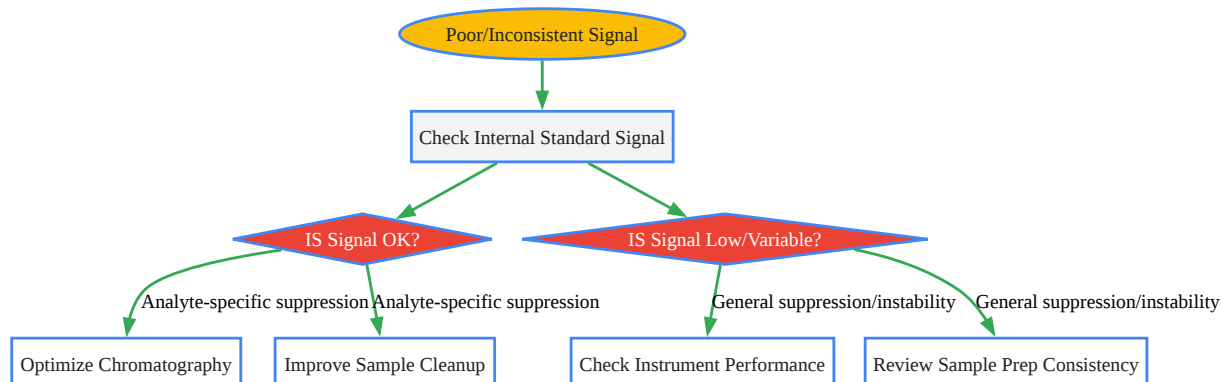 Poor/Inconsistent Signal
Check Internal Standard Signal
IS Signal OK?
IS Signal Low/Variable?
Analyte-specific suppression
Analyte-specific suppression
General suppression/instability
General suppression/instability
Optimize Chromatography
Improve Sample Cleanup
Check Instrument Performance
Review Sample Prep Consistency